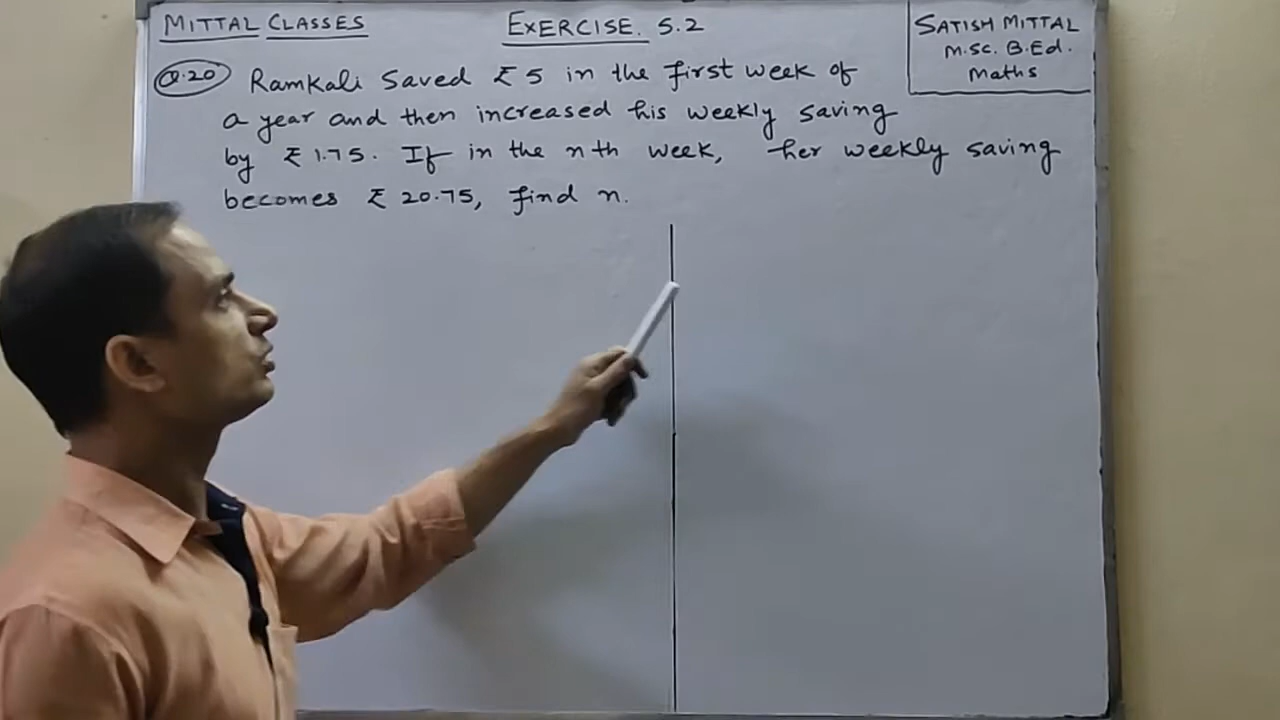 MITTAL CLASSES
EXERCISE. 5.2
SATISH MITTAL
M.Sc. B.Ed.
Maths
Q.20 Ramkali Saved ₹5 in the first week of
a year and then increased his weekly saving
by ₹1.75. If in the nth week, her weekly saving
becomes ₹20.75, find n.